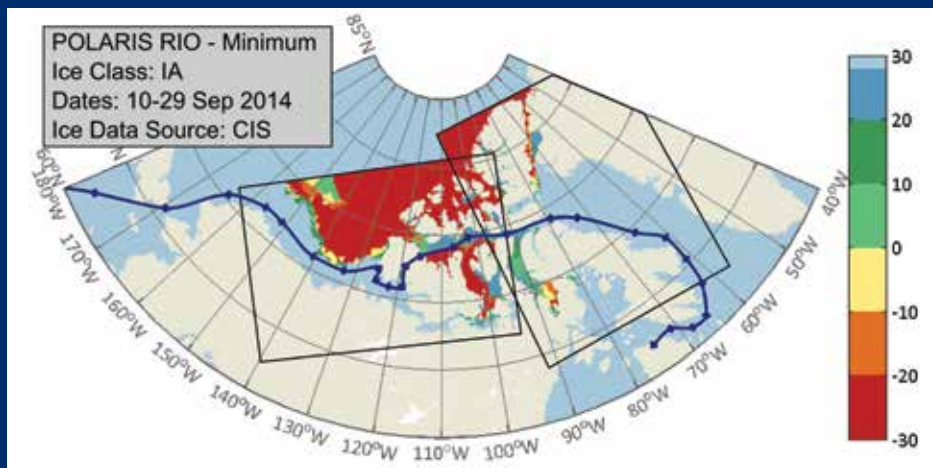 POLARIS RIO - Minimum
Ice Class: IA
Dates: 10-29 Sep 2014
Ice Data Source: CIS
85°N
60°N
180°W
170°W
160°W
150°W
140°W
130°W
120°W
110°W
100°W
90°W
80°W
70°W
60°W
50°W
40°W
30
20
10
0
-10
-20
-30